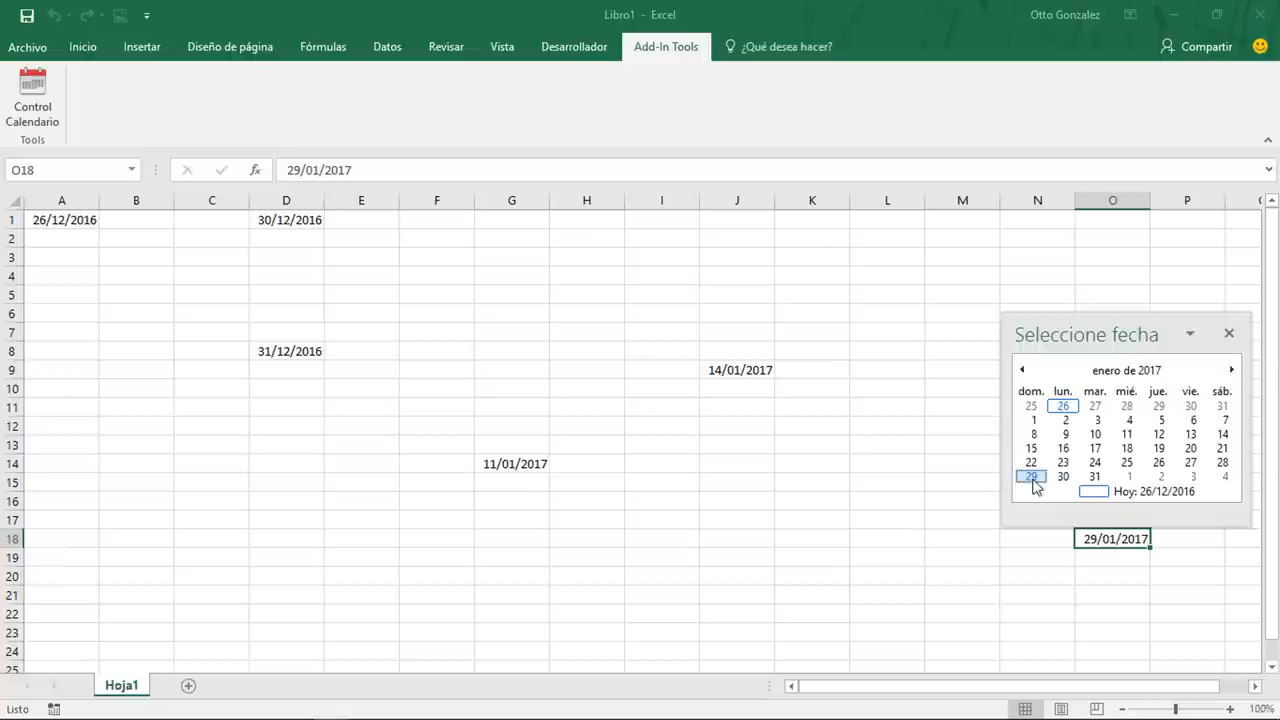 Libro1 - Excel
Otto Gonzalez
Archivo Inicio Insertar Diseño de página Fórmulas Datos Revisar Vista Desarrollador Add-In Tools ¿Qué desea hacer? Compartir
Control
Calendario
Tools
O18 fx 29/01/2017
A B C D E F G H I J K L M N O P
1 26/12/2016 30/12/2016
2
3
4
5
6
7
8 31/12/2016
9 14/01/2017
10
11
12
13
14 11/01/2017
15
16
17
18 29/01/2017
19
20
21
22
23
24
25
Seleccione fecha
enero de 2017
dom. lun. mar. mié. jue. vie. sáb.
25 26 27 28 29 30 31
1 2 3 4 5 6 7
8 9 10 11 12 13 14
15 16 17 18 19 20 21
22 23 24 25 26 27 28
29 30 31 1 2 3 4
Hoy: 26/12/2016
Hoja1
Listo 100%